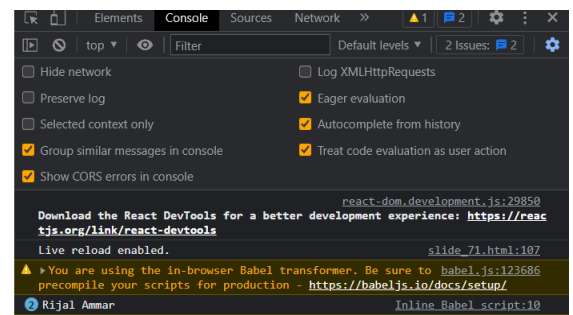 Elements Console Sources Network » 1 2
top ▼ Filter Default levels ▼ 2 Issues: 2
Hide network Log XMLHttpRequests
Preserve log Eager evaluation
Selected context only Autocomplete from history
Group similar messages in console Treat code evaluation as user action
Show CORS errors in console
react-dom.development.js:29850
Download the React DevTools for a better development experience: https://reac
tjs.org/link/react-devtools
Live reload enabled. slide_71.html:107
You are using the in-browser Babel transformer. Be sure to babel.js:123686
precompile your scripts for production - https://babeljs.io/docs/setup/
2 Rijal Ammar Inline Babel script:10